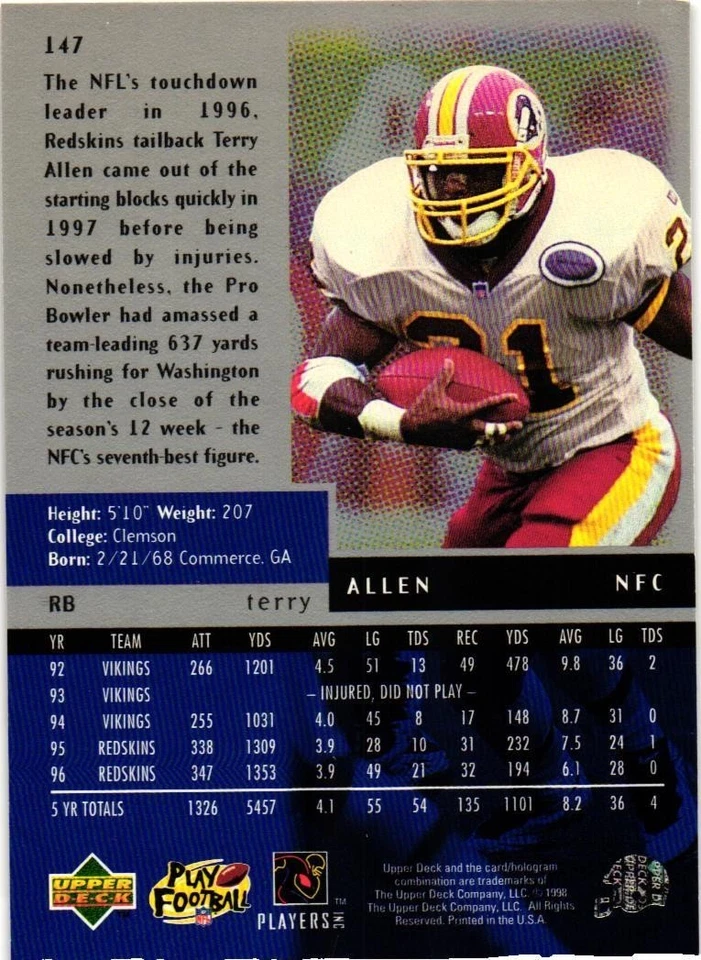 147
The NFL's touchdown
leader in 1996,
Redskins tailback Terry
Allen came out of the
starting blocks quickly in
1997 before being
slowed by injuries.
Nonetheless, the Pro
Bowler had amassed a
team-leading 637 yards
rushing for Washington
by the close of the
season's 12 week - the
NFC's seventh-best figure.
21
2
Height: 5'10" Weight: 207
College: Clemson
Born: 2/21/68 Commerce. GA
RB terry ALLEN NFC
YR TEAM ATT YDS AVG LG TDS REC YDS AVG LG TDS
92 VIKINGS 266 1201 4.5 51 13 49 478 9.8 36 2
93 VIKINGS – INJURED, DID NOT PLAY –
94 VIKINGS 255 1031 4.0 45 8 17 148 8.7 31 0
95 REDSKINS 338 1309 3.9 28 10 31 232 7.5 24 1
96 REDSKINS 347 1353 3.9 49 21 32 194 6.1 28 0
5 YR TOTALS 1326 5457 4.1 55 54 135 1101 8.2 36 4
UPPER
DECK
PLAY
FOOTBALL
NFL
PLAYERS INC
™
Upper Deck and the card/hologram
combination are trademarks of
The Upper Deck Company, LLC. © 1998
The Upper Deck Company, LLC. All Rights
Reserved. Printed in the U.S.A.